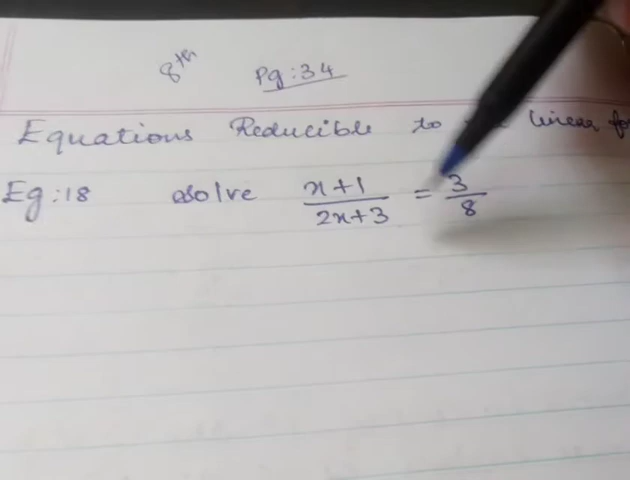 8th Pg:34
Equations Reducible to linear
Eg:18 Solve x+1/2x+3 = 3/8